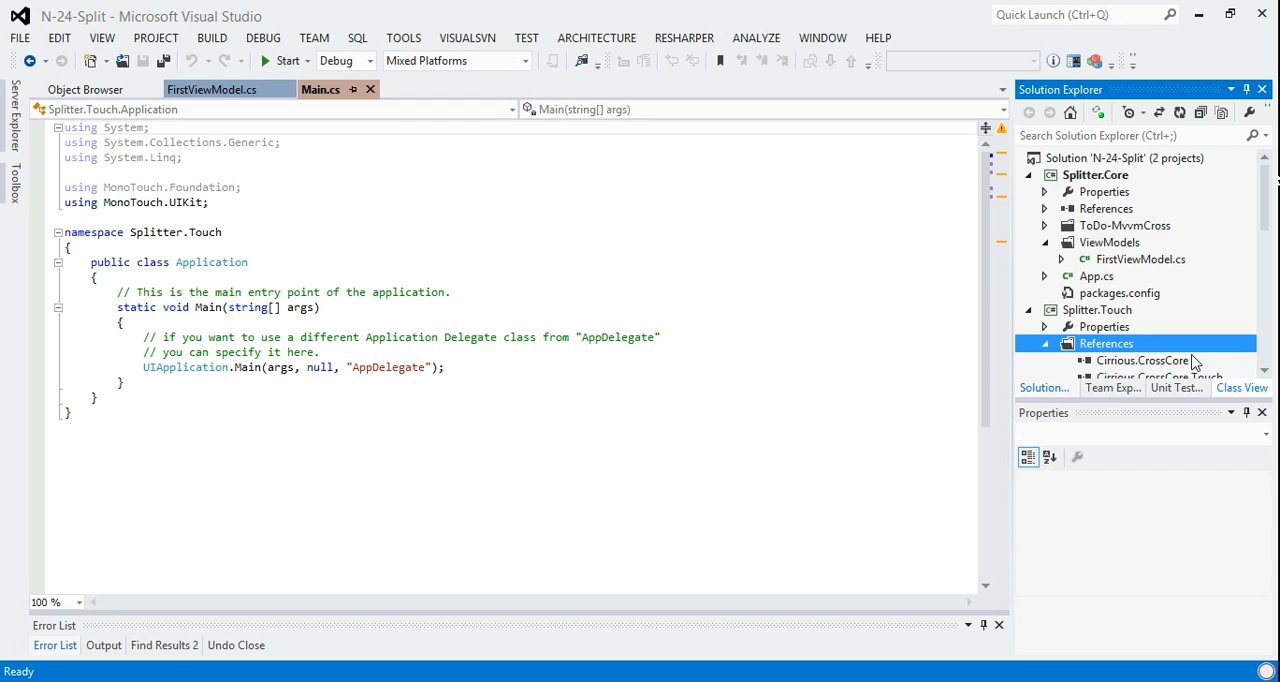 N-24-Split - Microsoft Visual Studio
Quick Launch (Ctrl+Q)
FILE EDIT VIEW PROJECT BUILD DEBUG TEAM SQL TOOLS VISUALSVN TEST ARCHITECTURE RESHARPER ANALYZE WINDOW HELP
Start Debug Mixed Platforms
Server Explorer
Toolbox
Object Browser FirstViewModel.cs Main.cs
Splitter.Touch.Application Main(string[] args)
using System;
using System.Collections.Generic;
using System.Linq;
using MonoTouch.Foundation;
using MonoTouch.UIKit;
namespace Splitter.Touch
{
public class Application
{
// This is the main entry point of the application.
static void Main(string[] args)
{
// if you want to use a different Application Delegate class from "AppDelegate"
// you can specify it here.
UIApplication.Main(args, null, "AppDelegate");
}
}
}
100 %
Error List
Error List Output Find Results 2 Undo Close
Ready
Solution Explorer
Search Solution Explorer (Ctrl+;)
Solution 'N-24-Split' (2 projects)
Splitter.Core
Properties
References
ToDo-MvvmCross
ViewModels
C# FirstViewModel.cs
C# App.cs
packages.config
Splitter.Touch
Properties
References
Cirrious.CrossCore
Cirrious.CrossCore.Touch
Solution... Team Exp... Unit Test... Class View
Properties